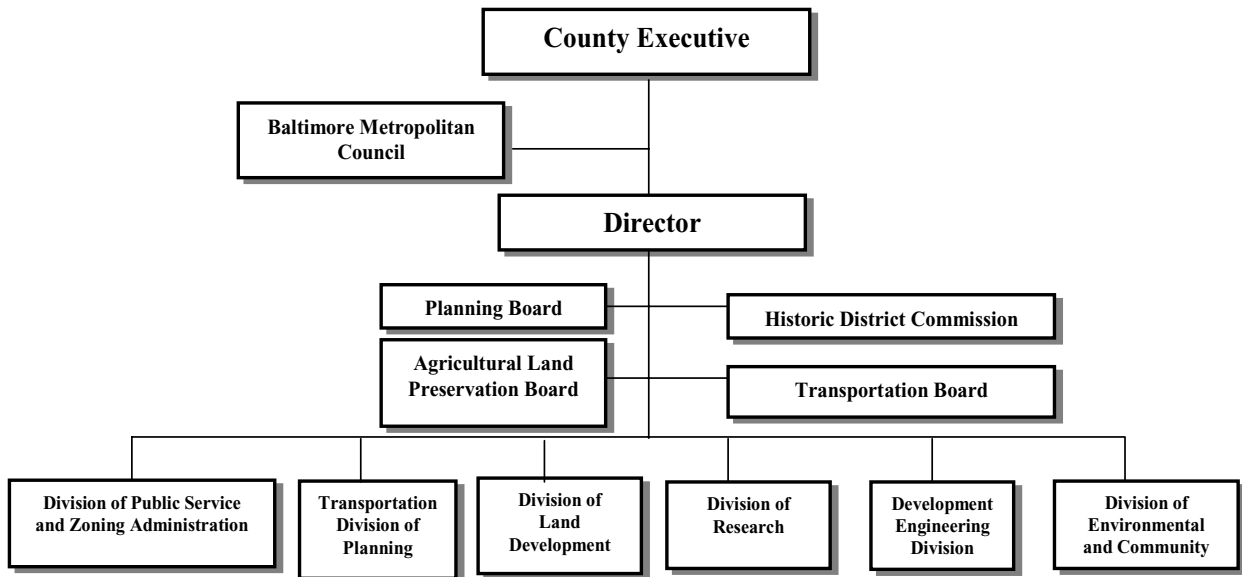 County Executive
Baltimore Metropolitan
Council
Director
Planning Board
Historic District Commission
Agricultural Land
Preservation Board
Transportation Board
Division of Public Service
and Zoning Administration
Transportation
Division of
Planning
Division of
Land
Development
Division of
Research
Development
Engineering
Division
Division of
Environmental
and Community